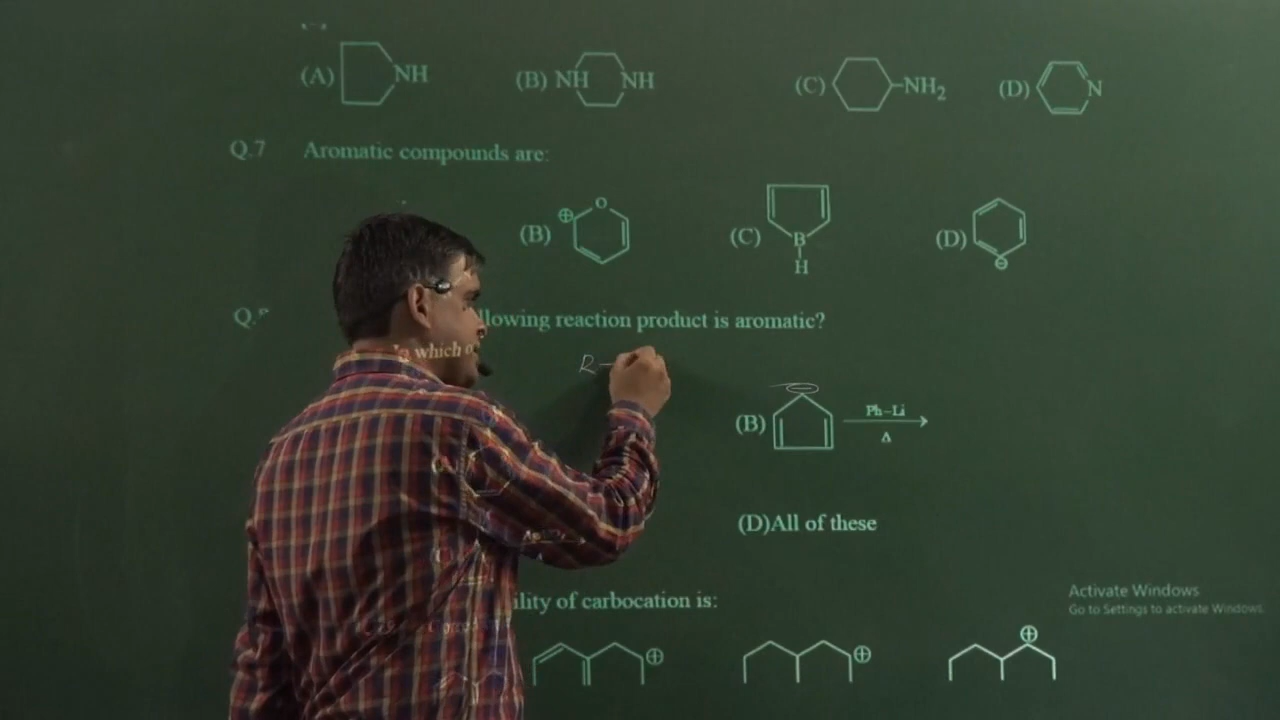 (A) NH (B) NH NH (C) NH₂ (D) N
Q.7 Aromatic compounds are:
(B) ⊕ O (C) B H (D) ⊖
Q. llowing reaction product is aromatic?
which
R –
(B) Ph–Li Δ
(D)All of these
ility of carbocation is:
⊕ ⊕ ⊕
Activate Windows
Go to Settings to activate Windows.